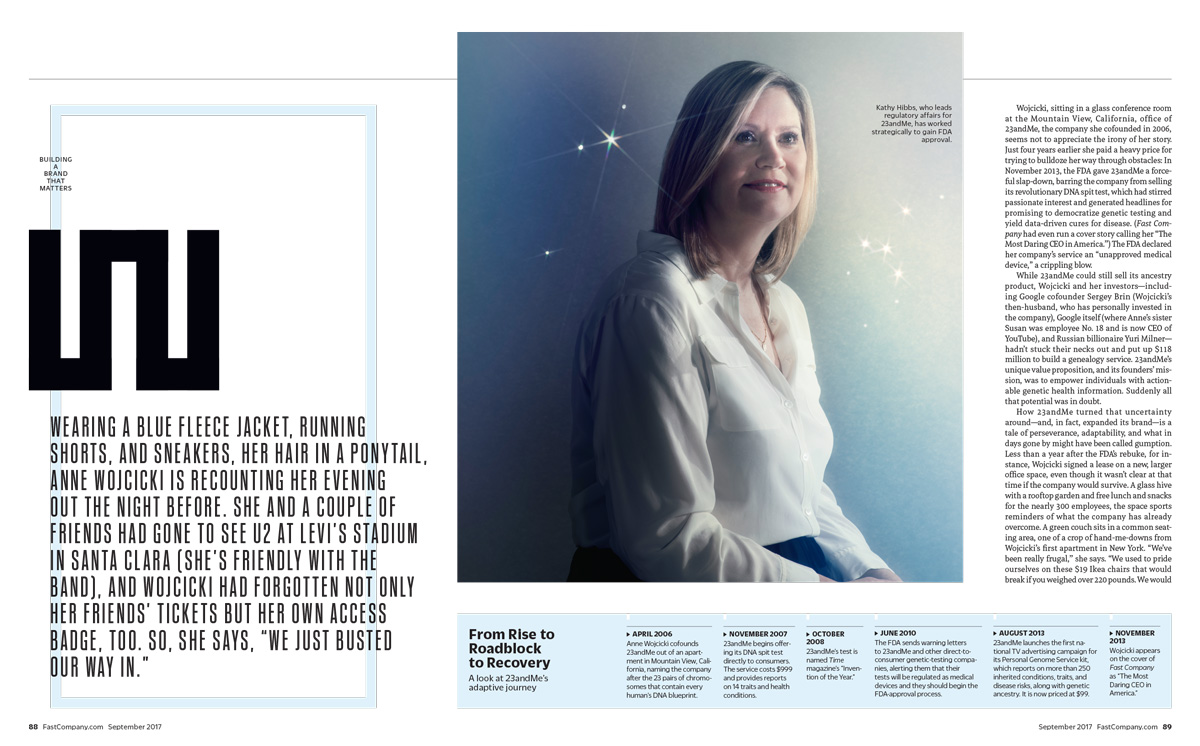 BUILDING
A
BRAND
THAT
MATTERS
W
WEARING A BLUE FLEECE JACKET, RUNNING
SHORTS, AND SNEAKERS, HER HAIR IN A PONYTAIL,
ANNE WOJCICKI IS RECOUNTING HER EVENING
OUT THE NIGHT BEFORE. SHE AND A COUPLE OF
FRIENDS HAD GONE TO SEE U2 AT LEVI'S STADIUM
IN SANTA CLARA (SHE'S FRIENDLY WITH THE
BAND), AND WOJCICKI HAD FORGOTTEN NOT ONLY
HER FRIENDS' TICKETS BUT HER OWN ACCESS
BADGE, TOO. SO, SHE SAYS, “WE JUST BUSTED
OUR WAY IN.”
88 FastCompany.com September 2017
Kathy Hibbs, who leads
regulatory affairs for
23andMe, has worked
strategically to gain FDA
approval.
Wojcicki, sitting in a glass conference room
at the Mountain View, California, office of
23andMe, the company she cofounded in 2006,
seems not to appreciate the irony of her story.
Just four years earlier she paid a heavy price for
trying to bulldoze her way through obstacles: In
November 2013, the FDA gave 23andMe a force-
ful slap-down, barring the company from selling
its revolutionary DNA spit test, which had stirred
passionate interest and generated headlines for
promising to democratize genetic testing and
yield data-driven cures for disease. (Fast Com-
pany had even run a cover story calling her “The
Most Daring CEO in America.”) The FDA declared
her company's service an “unapproved medical
device,” a crippling blow.
While 23andMe could still sell its ancestry
product, Wojcicki and her investors—includ-
ing Google cofounder Sergey Brin (Wojcicki's
then-husband, who has personally invested in
the company), Google itself (where Anne's sister
Susan was employee No. 18 and is now CEO of
YouTube), and Russian billionaire Yuri Milner—
hadn't stuck their necks out and put up $118
million to build a genealogy service. 23andMe's
unique value proposition, and its founders' mis-
sion, was to empower individuals with action-
able genetic health information. Suddenly all
that potential was in doubt.
How 23andMe turned that uncertainty
around—and, in fact, expanded its brand—is a
tale of perseverance, adaptability, and what in
days gone by might have been called gumption.
Less than a year after the FDA's rebuke, for in-
stance, Wojcicki signed a lease on a new, larger
office space, even though it wasn't clear at that
time if the company would survive. A glass hive
with a rooftop garden and free lunch and snacks
for the nearly 300 employees, the space sports
reminders of what the company has already
overcome. A green couch sits in a common seat-
ing area, one of a crop of hand-me-downs from
Wojcicki's first apartment in New York. “We've
been really frugal,” she says. “We used to pride
ourselves on these $19 Ikea chairs that would
break if you weighed over 220 pounds. We would
From Rise to
Roadblock
to Recovery
A look at 23andMe's
adaptive journey
APRIL 2006
Anne Wojcicki cofounds
23andMe out of an apart-
ment in Mountain View, Cali-
fornia, naming the company
after the 23 pairs of chromo-
somes that contain every
human's DNA blueprint.
NOVEMBER 2007
23andMe begins offer-
ing its DNA spit test
directly to consumers.
The service costs $999
and provides reports
on 14 traits and health
conditions.
OCTOBER
2008
23andMe's test is
named Time
magazine's “Inven-
tion of the Year.”
JUNE 2010
The FDA sends warning letters
to 23andMe and other direct-to-
consumer genetic-testing compa-
nies, alerting them that their
tests will be regulated as medical
devices and they should begin the
FDA-approval process.
AUGUST 2013
23andMe launches the first na-
tional TV advertising campaign for
its Personal Genome Service kit,
which reports on more than 250
inherited conditions, traits, and
disease risks, along with genetic
ancestry. It is now priced at $99.
NOVEMBER
2013
Wojcicki appears
on the cover of
Fast Company
as “The Most
Daring CEO in
America.”
September 2017 FastCompany.com 89